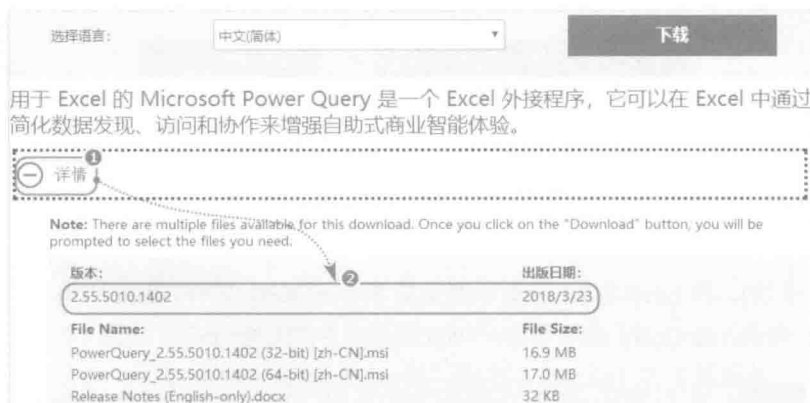 选择语言: 中文(简体) 下载
用于 Excel 的 Microsoft Power Query 是一个 Excel 外接程序，它可以在 Excel 中通过
简化数据发现、访问和协作来增强自助式商业智能体验。
❶
详情
Note: There are multiple files available for this download. Once you click on the "Download" button, you will be
prompted to select the files you need.
❷
版本: 出版日期:
2.55.5010.1402 2018/3/23
File Name: File Size:
PowerQuery_2.55.5010.1402 (32-bit) [zh-CN].msi 16.9 MB
PowerQuery_2.55.5010.1402 (64-bit) [zh-CN].msi 17.0 MB
Release Notes (English-only).docx 32 KB